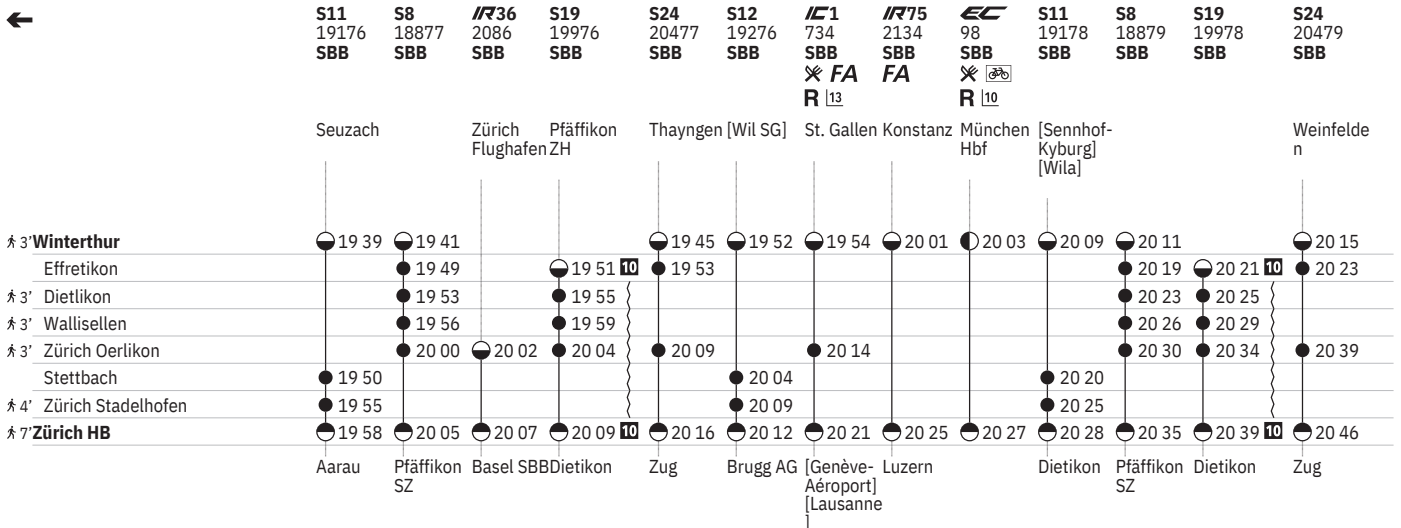 S11 S8 IR36 S19 S24 S12 IC1 IR75 EC S11 S8 S19 S24
19176 18877 2086 19976 20477 19276 734 2134 98 19178 18879 19978 20479
SBB SBB SBB SBB SBB SBB SBB SBB SBB SBB SBB SBB SBB
FA FA
R 13 R 10
Seuzach Zürich Pfäffikon Thayngen [Wil SG] St. Gallen Konstanz München [Sennhof- Weinfelde
Flughafen ZH Hbf Kyburg] n
[Wila]
3' Winterthur 19 39 19 41 19 45 19 52 19 54 20 01 20 03 20 09 20 11 20 15
Effretikon 19 49 19 51 10 19 53 20 19 20 21 10 20 23
3' Dietlikon 19 53 19 55 20 23 20 25
3' Wallisellen 19 56 19 59 20 26 20 29
3' Zürich Oerlikon 20 00 20 02 20 04 20 09 20 14 20 30 20 34 20 39
Stettbach 19 50 20 04 20 20
4' Zürich Stadelhofen 19 55 20 09 20 25
7' Zürich HB 19 58 20 05 20 07 20 09 10 20 16 20 12 20 21 20 25 20 27 20 28 20 35 20 39 10 20 46
Aarau Pfäffikon Basel SBB Dietikon Zug Brugg AG [Genève- Luzern Dietikon Pfäffikon Dietikon Zug
SZ Aéroport] SZ
[Lausanne
]